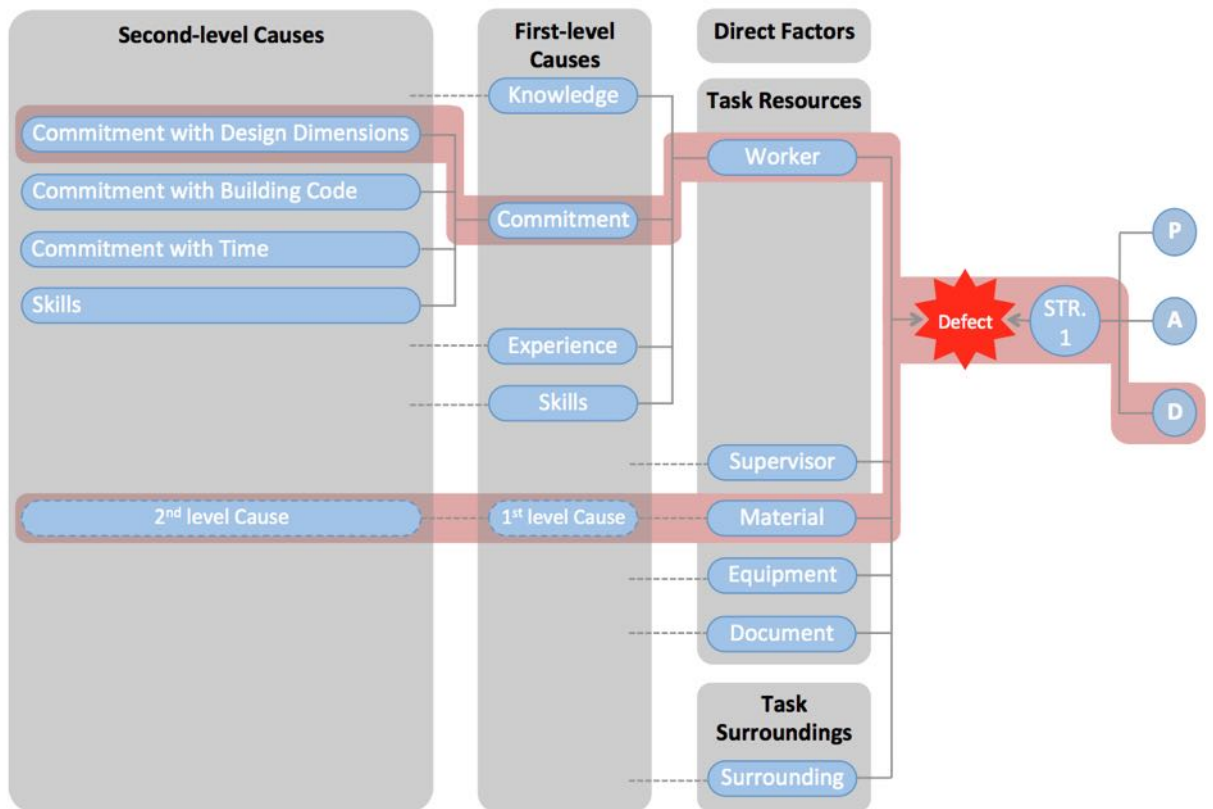 Second-level Causes
First-level
Causes
Direct Factors
Task Resources
Knowledge
Commitment with Design Dimensions
Worker
Commitment with Building Code
Commitment
Commitment with Time
Skills
Experience
Skills
Supervisor
2nd level Cause
1st level Cause
Material
Equipment
Document
Task
Surroundings
Surrounding
Defect
STR.
1
P
A
D